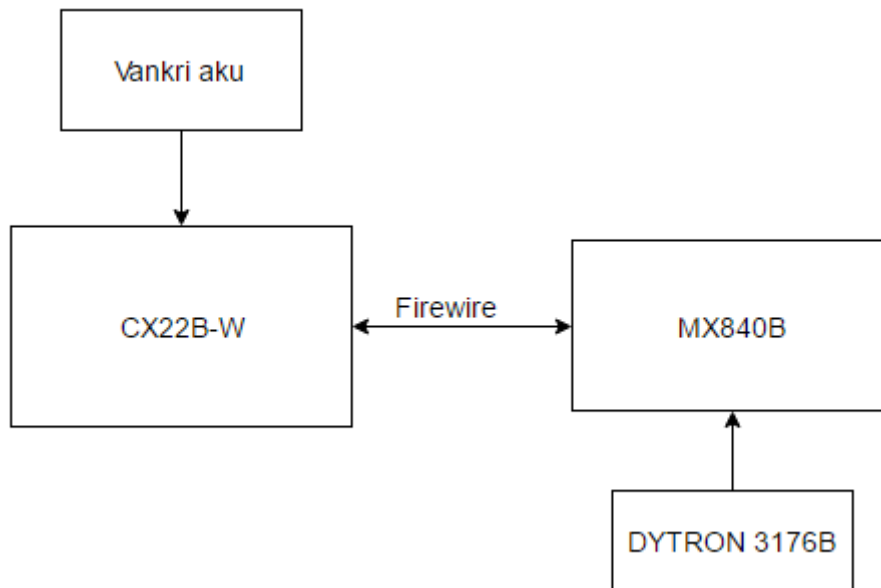 Vankri aku
CX22B-W
Firewire
MX840B
DYTRON 3176B